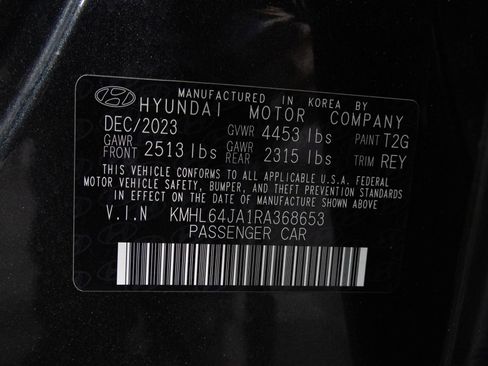 MANUFACTURED IN KOREA BY
HYUNDAI MOTOR COMPANY
DEC/2023 GVWR 4453 lbs PAINT T2G
GAWR FRONT 2513 lbs GAWR REAR 2315 lbs TRIM REY
THIS VEHICLE CONFORMS TO ALL APPLICABLE U.S.A. FEDERAL
MOTOR VEHICLE SAFETY, BUMPER, AND THEFT PREVENTION STANDARDS
IN EFFECT ON THE DATE OF MANUFACTURE SHOWN ABOVE.
V.I.N KMHL64JA1RA368653
PASSENGER CAR